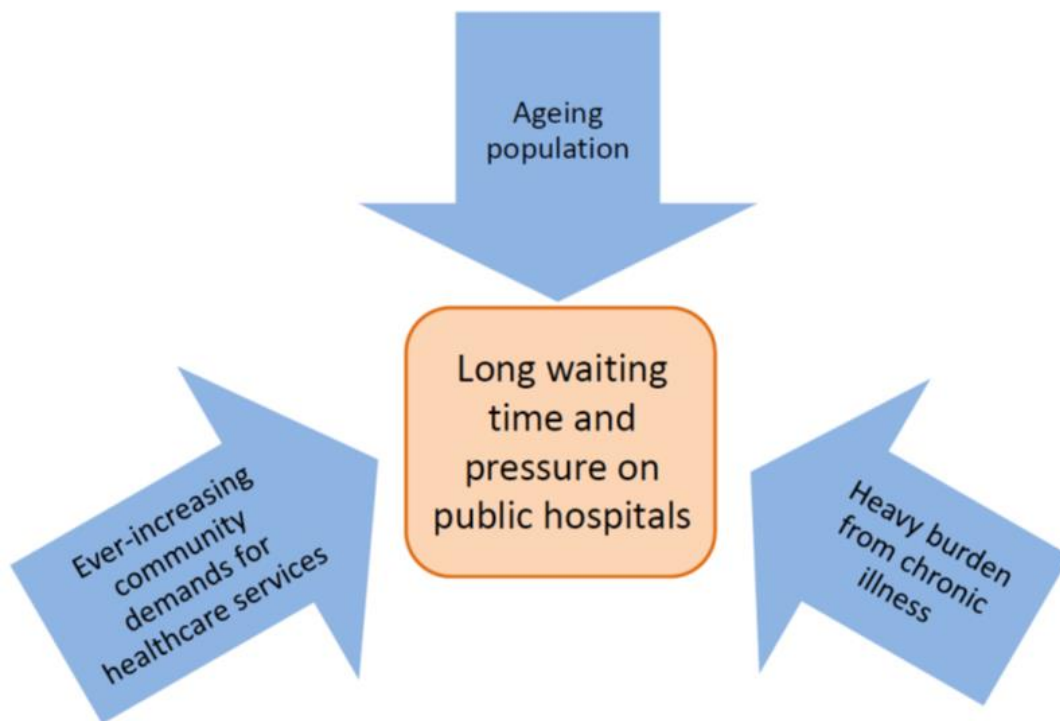 Ageing
population
Long waiting
time and
pressure on
public hospitals
Ever-increasing
community
demands for
healthcare services
Heavy burden
from chronic
illness